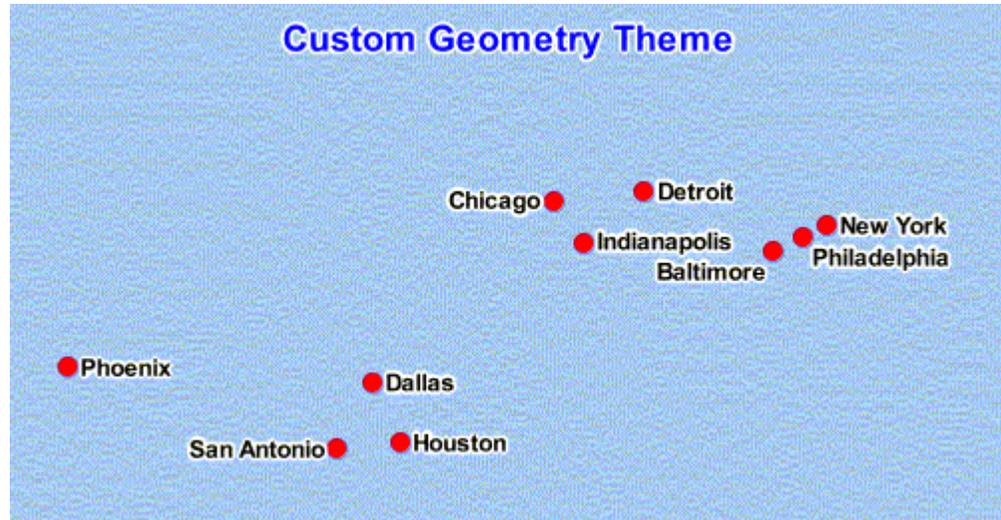 Custom Geometry Theme
Chicago
Detroit
Indianapolis
New York
Baltimore
Philadelphia
Phoenix
Dallas
San Antonio
Houston